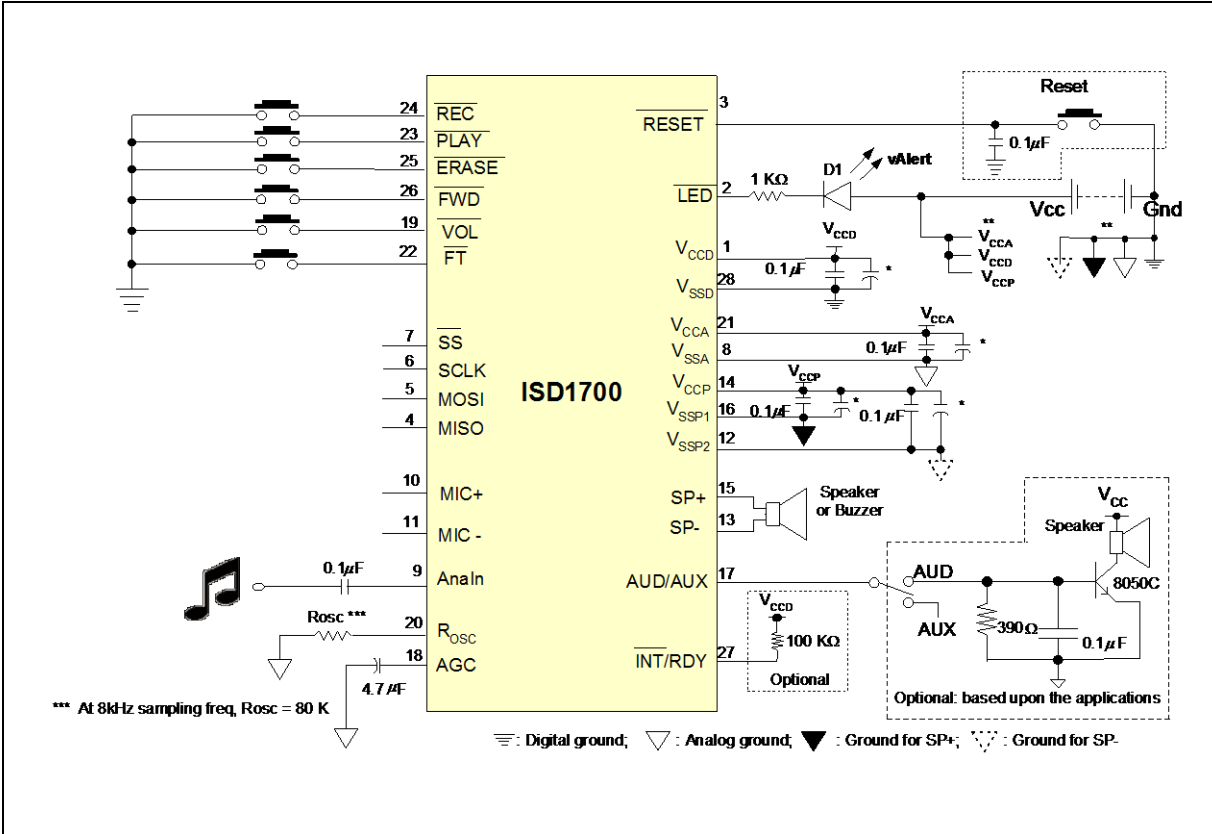 Reset
3
RESET
0.1µF
24
REC
23
PLAY
25
ERASE
26
FWD
19
VOL
22
FT
D1
vAlert
1 KΩ
LED
2
Vcc
Gnd
**
VCCA
VCCD
VCCP
**
VCCD
VCCD
1
0.1µF
*
VSSD
28
VCCA
VCCA
21
0.1µF
*
VSSA
8
VCCP
VCCP
14
0.1µF
*
0.1µF
*
VSSP1
16
VSSP2
12
7
SS
6
SCLK
5
MOSI
4
MISO
ISD1700
10
MIC+
11
MIC -
SP+
15
SP-
13
Speaker
or Buzzer
0.1µF
9
AnaIn
AUD/AUX
17
AUD
AUX
VCC
Speaker
8050C
390Ω
0.1µF
Optional: based upon the applications
Rosc ***
20
ROSC
18
AGC
4.7 µF
VCCD
100 KΩ
INT/RDY
27
Optional
*** At 8kHz sampling freq, Rosc = 80 K
: Digital ground; : Analog ground; : Ground for SP+; : Ground for SP-